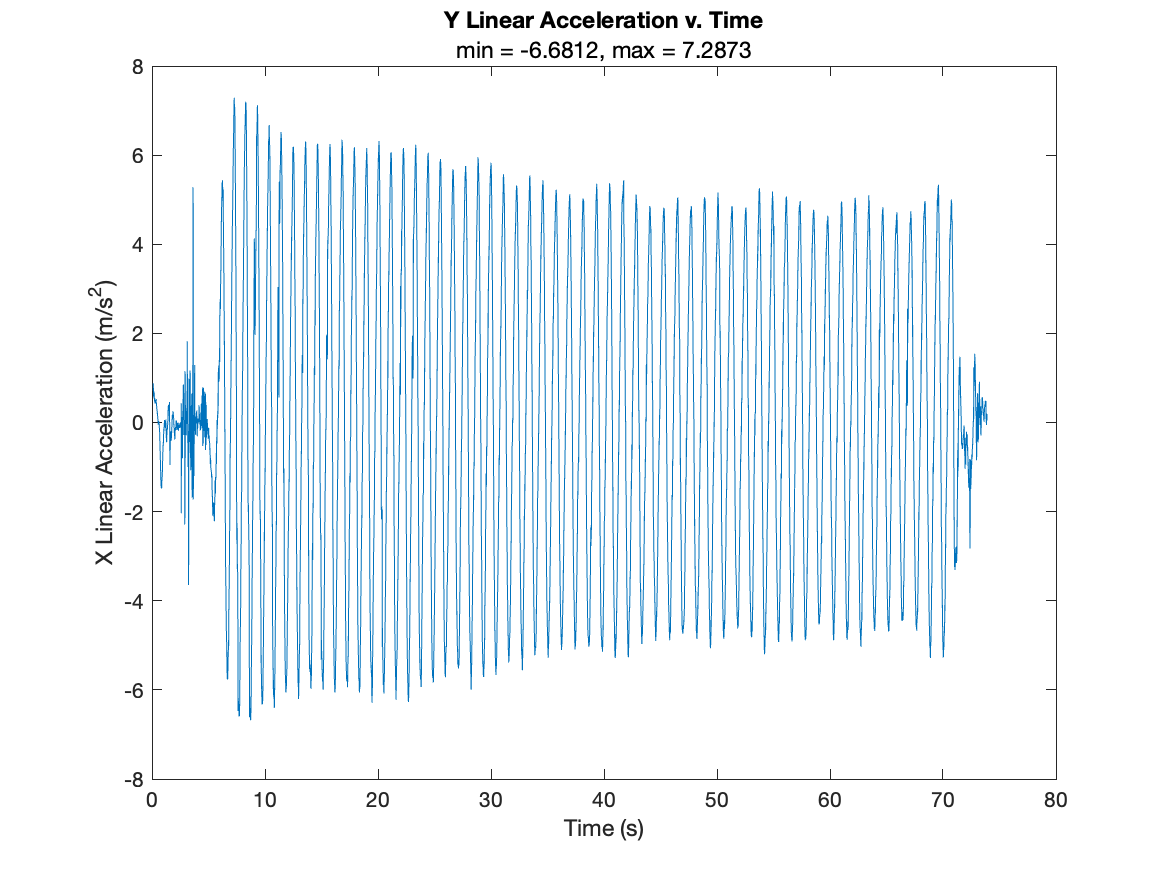 Y Linear Acceleration v. Time
min = -6.6812, max = 7.2873
8
6
4
2
0
-2
-4
-6
-8
X Linear Acceleration (m/s²)
0 10 20 30 40 50 60 70 80
Time (s)